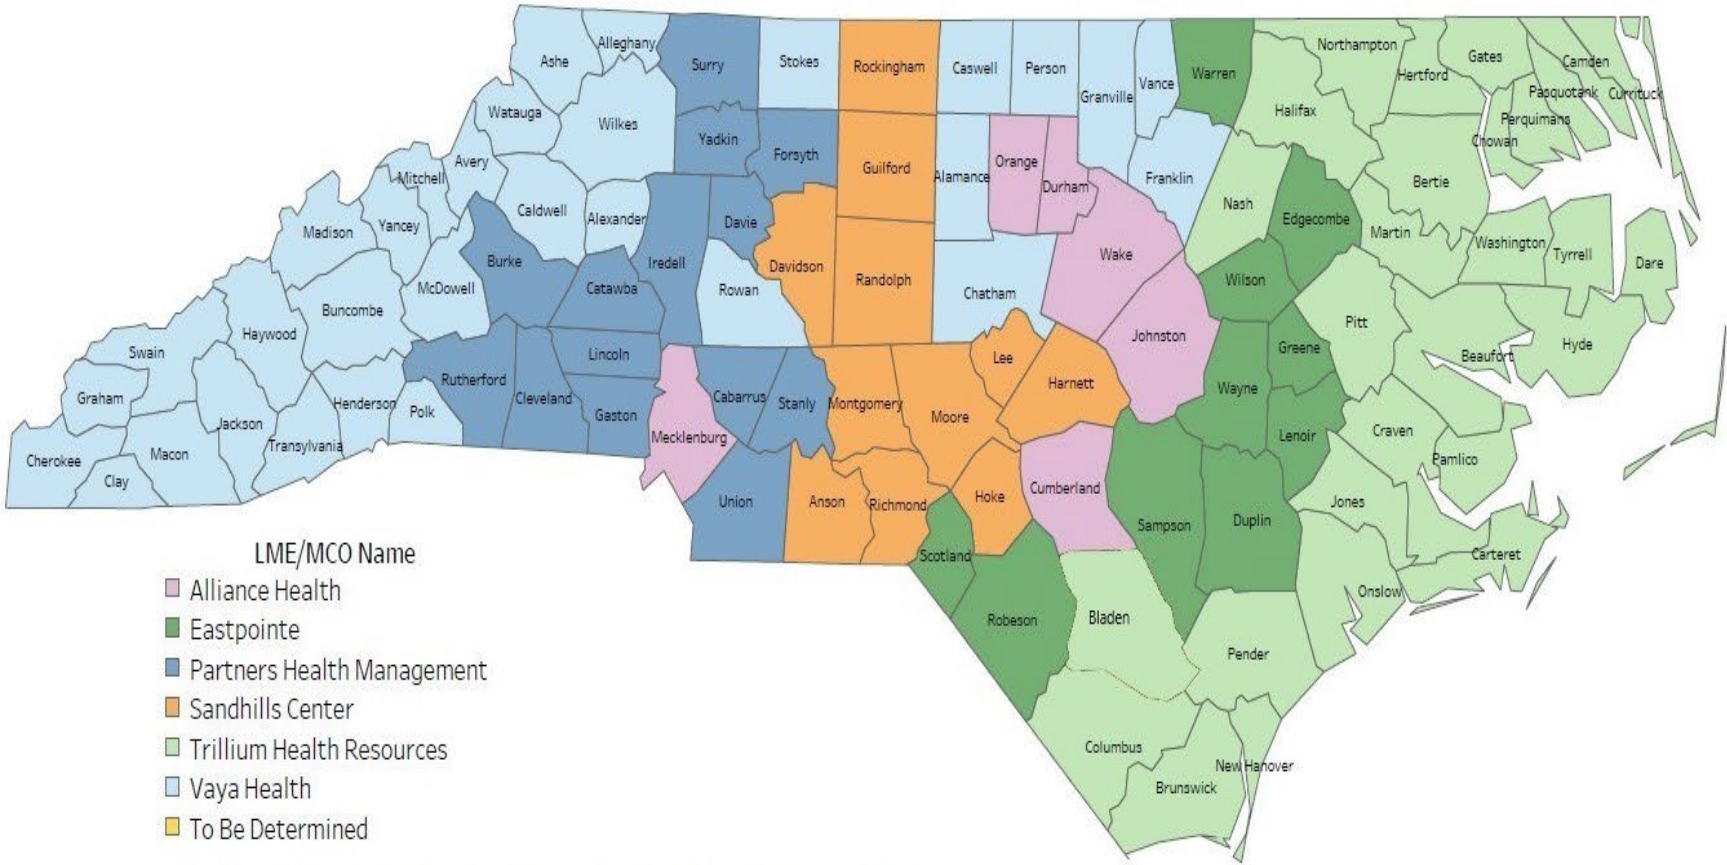 Alleghany
Ashe
Surry
Stokes
Rockingham
Caswell
Person
Granville
Vance
Warren
Northampton
Hertford
Gates
Camden
Pasquotank
Currituck
Perquimans
Chowan
Halifax
Watauga
Wilkes
Yadkin
Forsyth
Guilford
Alamance
Orange
Durham
Franklin
Nash
Edgecombe
Bertie
Martin
Washington
Tyrrell
Dare
Avery
Mitchell
Yancey
Madison
Caldwell
Alexander
Iredell
Davie
Davidson
Randolph
Chatham
Wake
Wilson
Burke
Catawba
Rowan
McDowell
Buncombe
Haywood
Swain
Graham
Cherokee
Clay
Macon
Jackson
Transylvania
Henderson
Polk
Rutherford
Cleveland
Lincoln
Gaston
Mecklenburg
Cabarrus
Stanly
Montgomery
Moore
Lee
Harnett
Johnston
Wayne
Greene
Pitt
Beaufort
Hyde
Lenoir
Craven
Pamlico
Jones
Union
Anson
Richmond
Hoke
Cumberland
Sampson
Duplin
Carteret
Onslow
Scotland
Robeson
Bladen
Pender
Columbus
Brunswick
New Hanover
LME/MCO Name
Alliance Health
Eastpointe
Partners Health Management
Sandhills Center
Trillium Health Resources
Vaya Health
To Be Determined